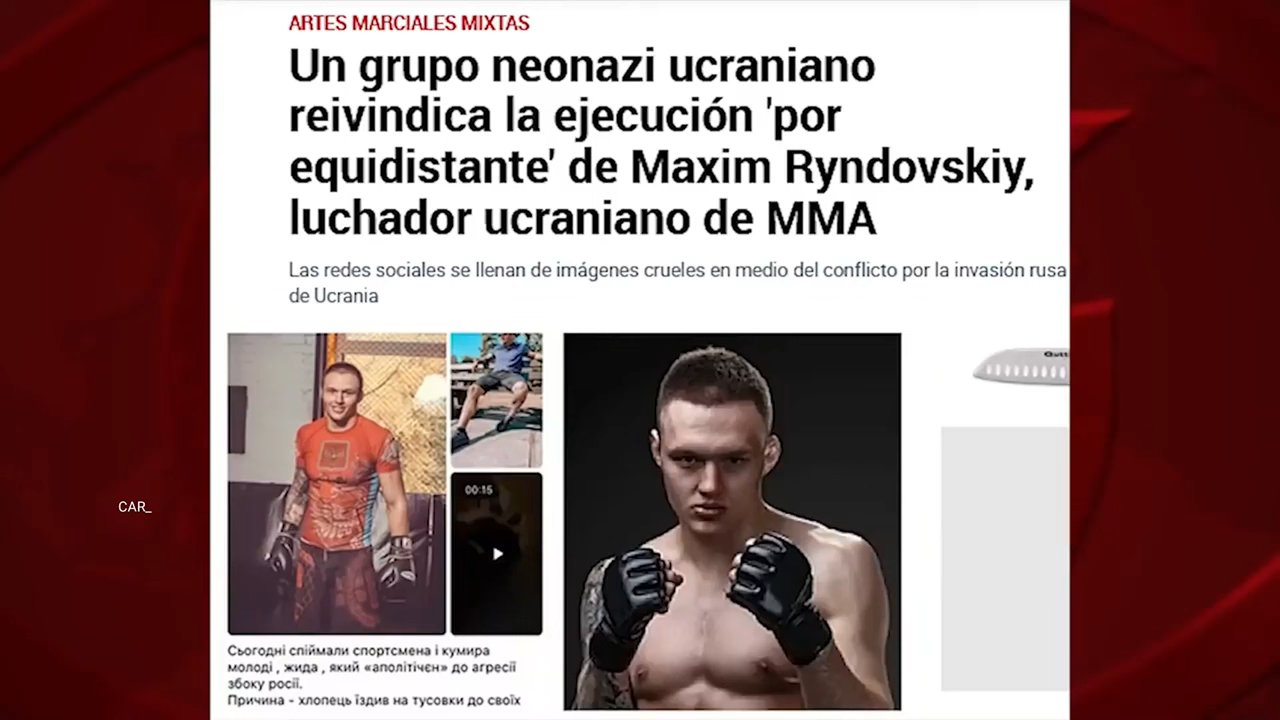 ARTES MARCIALES MIXTAS
Un grupo neonazi ucraniano
reivindica la ejecución 'por
equidistante' de Maxim Ryndovskiy,
luchador ucraniano de MMA
Las redes sociales se llenan de imágenes crueles en medio del conflicto por la invasión rusa
de Ucrania
00:15
CAR_
Сьогодні спіймали спортсмена і кумира
молоді , жида , який «аполітічєн» до агресії
збоку росії.
Причина - хлопець їздив на тусовки до своїх